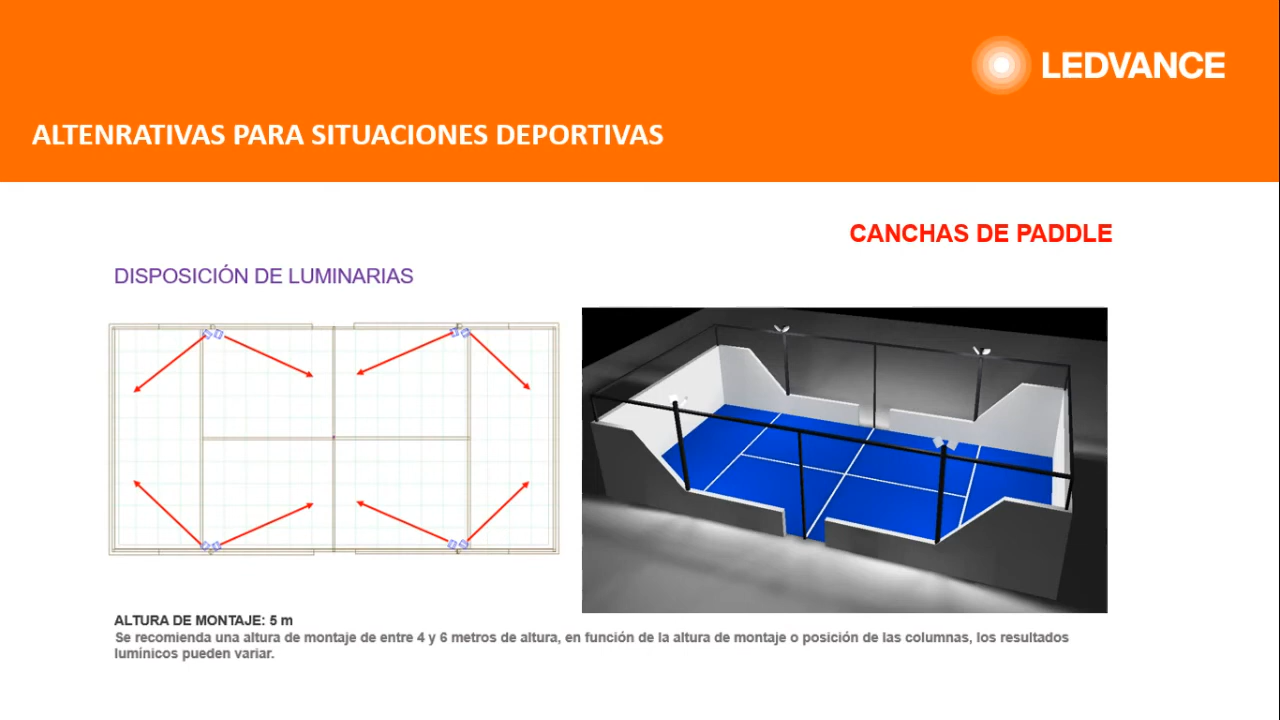 LEDVANCE
ALTENRATIVAS PARA SITUACIONES DEPORTIVAS
CANCHAS DE PADDLE
DISPOSICIÓN DE LUMINARIAS
ALTURA DE MONTAJE: 5 m
Se recomienda una altura de montaje de entre 4 y 6 metros de altura, en función de la altura de montaje o posición de las columnas, los resultados
lumínicos pueden variar.